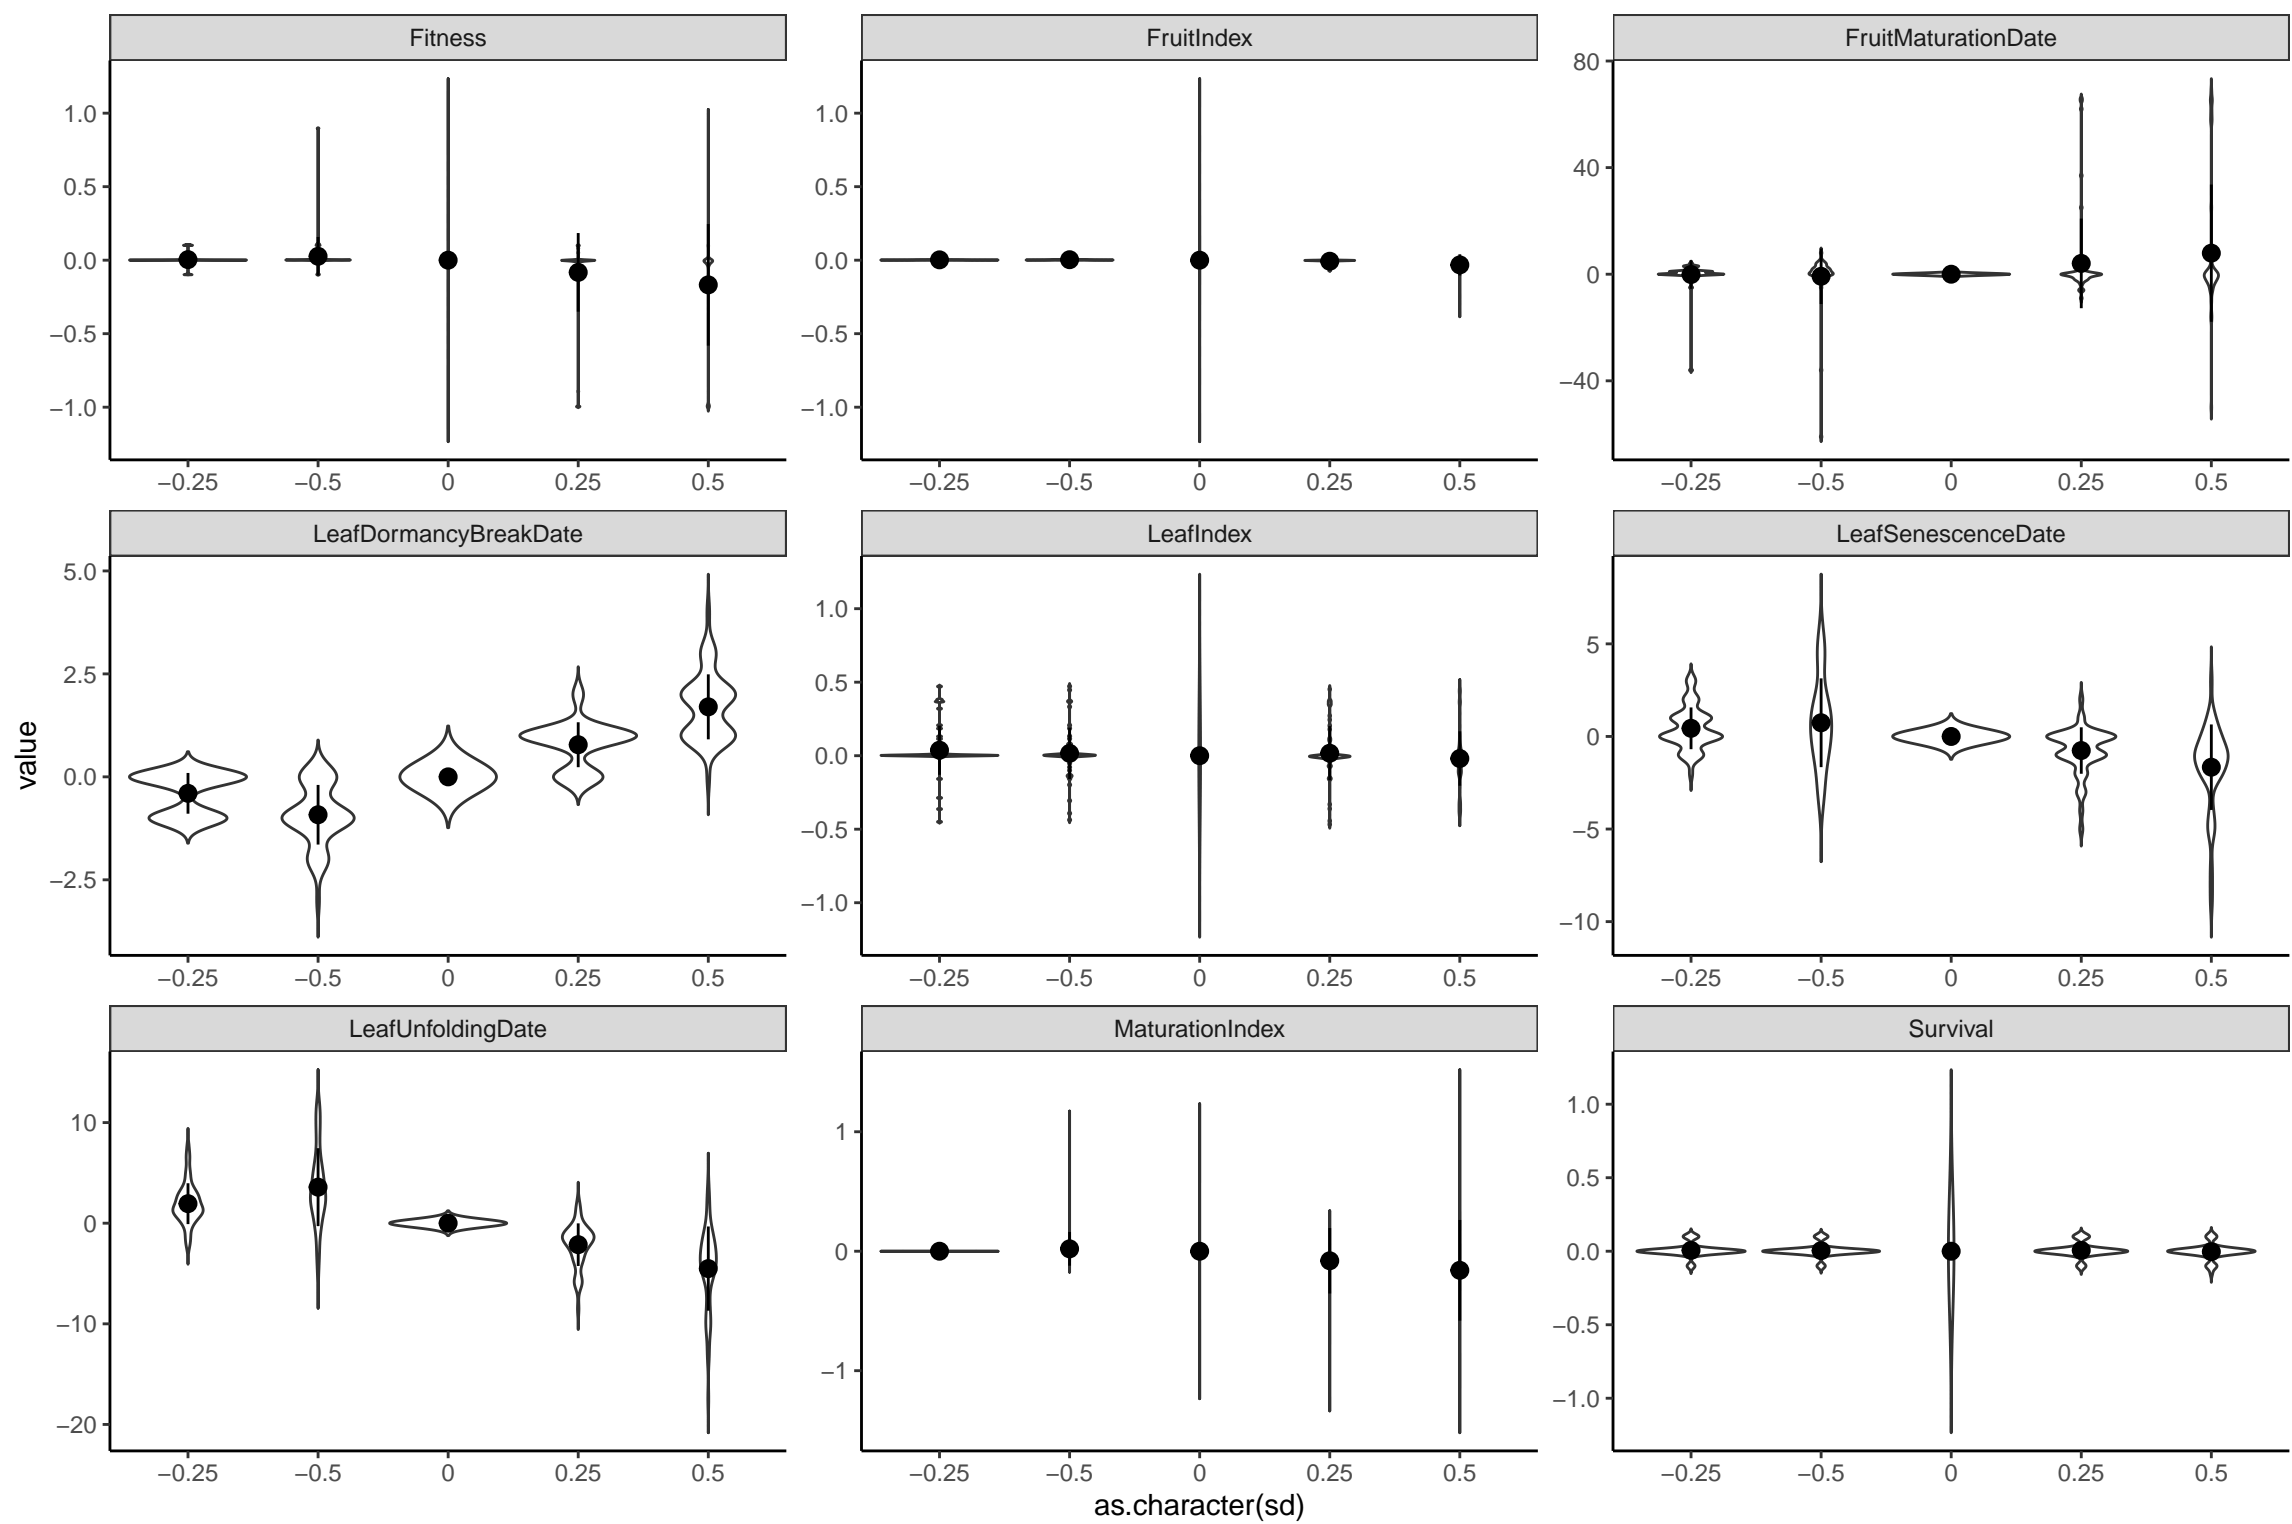 Fitness FruitIndex FruitMaturationDate
1.0 0.5 0.0 −0.5 −1.0
1.0 0.5 0.0 −0.5 −1.0
80 40 0 −40
−0.25 −0.5 0 0.25 0.5 −0.25 −0.5 0 0.25 0.5 −0.25 −0.5 0 0.25 0.5
LeafDormancyBreakDate LeafIndex LeafSenescenceDate
5.0 2.5 0.0 −2.5
1.0 0.5 0.0 −0.5 −1.0
5 0 −5 −10
value
−0.25 −0.5 0 0.25 0.5 −0.25 −0.5 0 0.25 0.5 −0.25 −0.5 0 0.25 0.5
LeafUnfoldingDate MaturationIndex Survival
10 0 −10 −20
1 0 −1
1.0 0.5 0.0 −0.5 −1.0
−0.25 −0.5 0 0.25 0.5 −0.25 −0.5 0 0.25 0.5 −0.25 −0.5 0 0.25 0.5
as.character(sd)